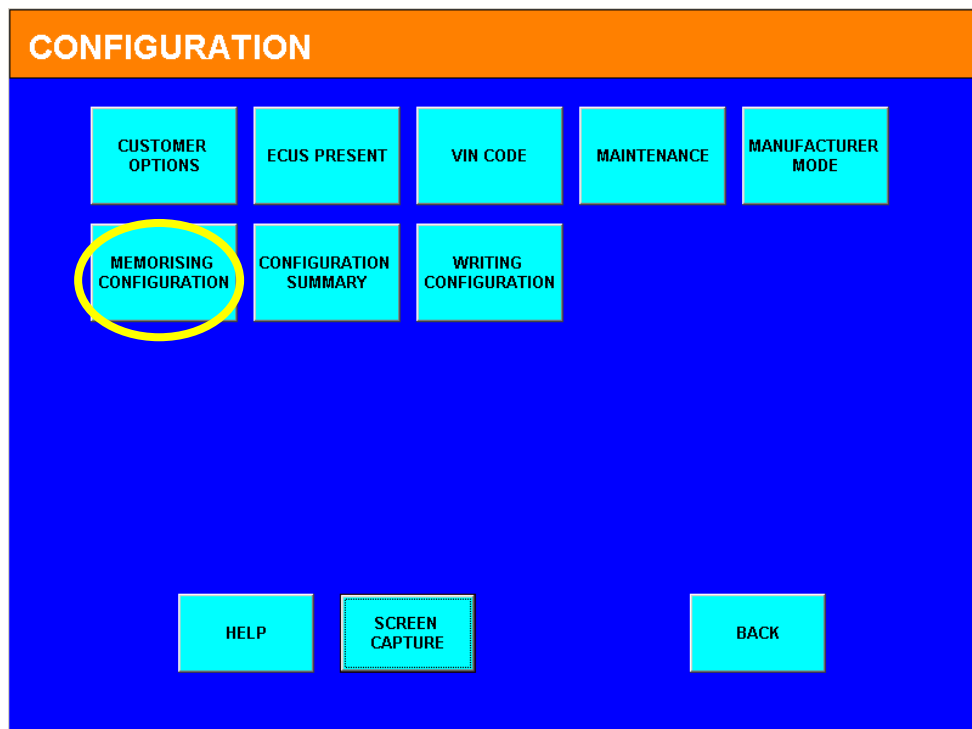 CONFIGURATION
CUSTOMER
OPTIONS
ECUS PRESENT
VIN CODE
MAINTENANCE
MANUFACTURER
MODE
MEMORISING
CONFIGURATION
CONFIGURATION
SUMMARY
WRITING
CONFIGURATION
HELP
SCREEN
CAPTURE
BACK